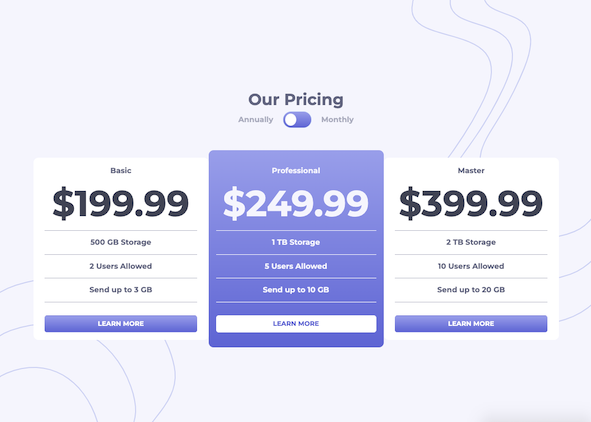 Our Pricing
Annually Monthly
Basic
$199.99
500 GB Storage
2 Users Allowed
Send up to 3 GB
LEARN MORE
Professional
$249.99
1 TB Storage
5 Users Allowed
Send up to 10 GB
LEARN MORE
Master
$399.99
2 TB Storage
10 Users Allowed
Send up to 20 GB
LEARN MORE